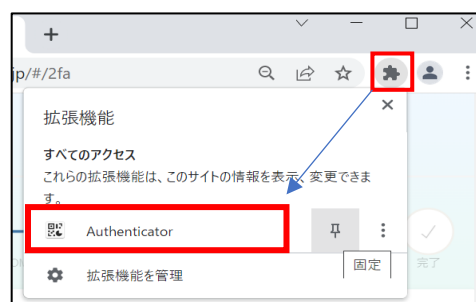 jp/#/2fa
拡張機能
すべてのアクセス
これらの拡張機能は、このサイトの情報を表示、変更できま
す。
Authenticator
固定
完了
拡張機能を管理